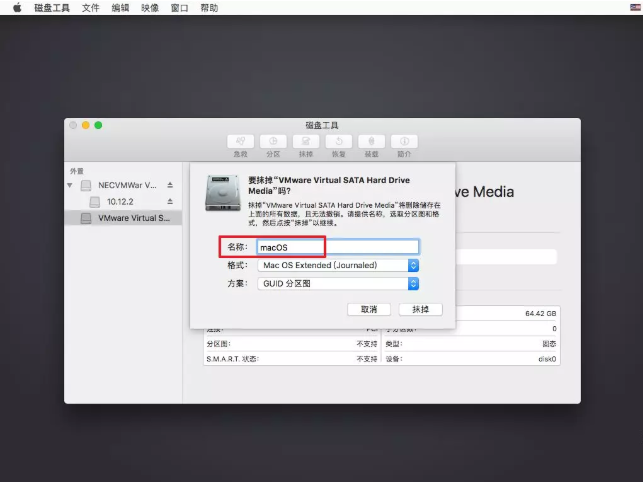 磁盘工具 文件 编辑 映像 窗口 帮助
磁盘工具
急救 分区 抹掉 恢复 装载 简介
外置
NECVMWar V...
10.12.2
VMware Virtual S...
ve Media
要抹掉“VMware Virtual SATA Hard Drive
Media”吗?
抹掉“VMware Virtual SATA Hard Drive Media”将删除储存在
上面的所有数据，且无法撤销。请提供名称，选取分区图和格
式，然后点按“抹掉”以继续。
名称: macOS
格式: Mac OS Extended (Journaled)
方案: GUID 分区图
取消 抹掉
64.42 GB
0
分区图: 不支持 类型: 固态
S.M.A.R.T. 状态: 不支持 设备: disk0